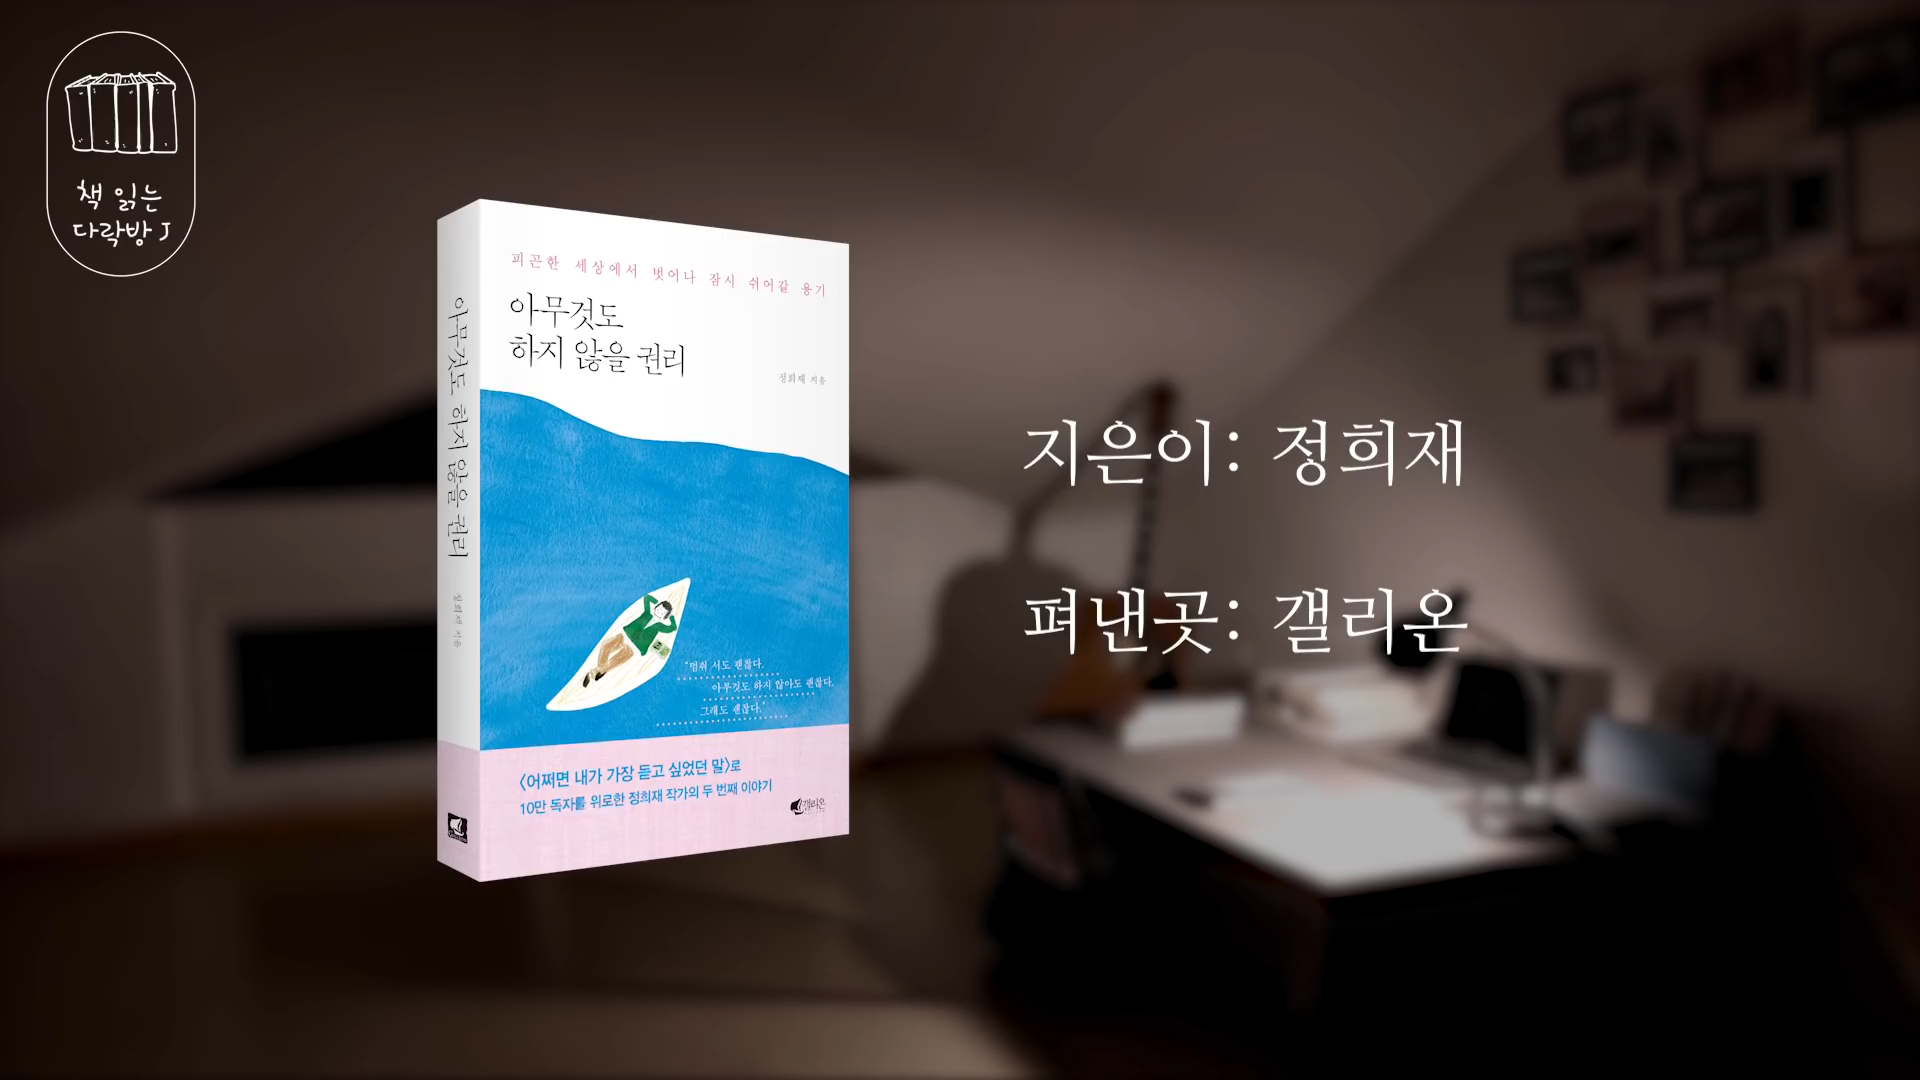 책 읽는
다락방 J
피곤한 세상에서 벗어나 잠시 쉬어갈 용기
아무것도
하지 않을 권리
정희재 지음
아무것도 하지 않을 권리
정희재 지음
"멈춰 서도 괜찮다.
아무것도 하지 않아도 괜찮다.
그래도 괜찮다."
<어쩌면 내가 가장 듣고 싶었던 말>로
10만 독자를 위로한 정희재 작가의 두 번째 이야기
갤리온
지은이: 정희재
펴낸곳: 갤리온